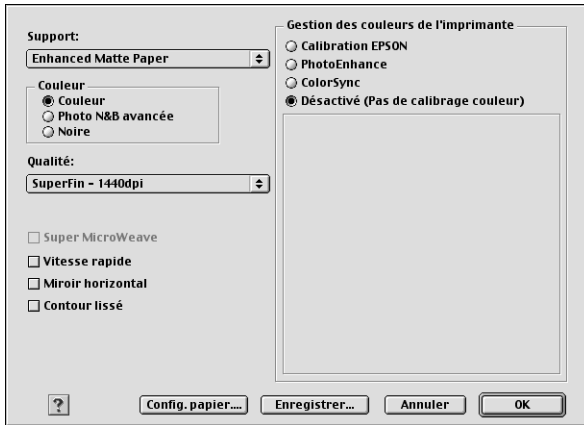 Support:
Enhanced Matte Paper
Couleur
Couleur
Photo N&B avancée
Noire
Qualité:
SuperFin - 1440dpi
Super MicroWeave
Vitesse rapide
Miroir horizontal
Contour lissé
Gestion des couleurs de l'imprimante
Calibration EPSON
PhotoEnhance
ColorSync
Désactivé (Pas de calibrage couleur)
?
Config. papier....
Enregistrer...
Annuler
OK